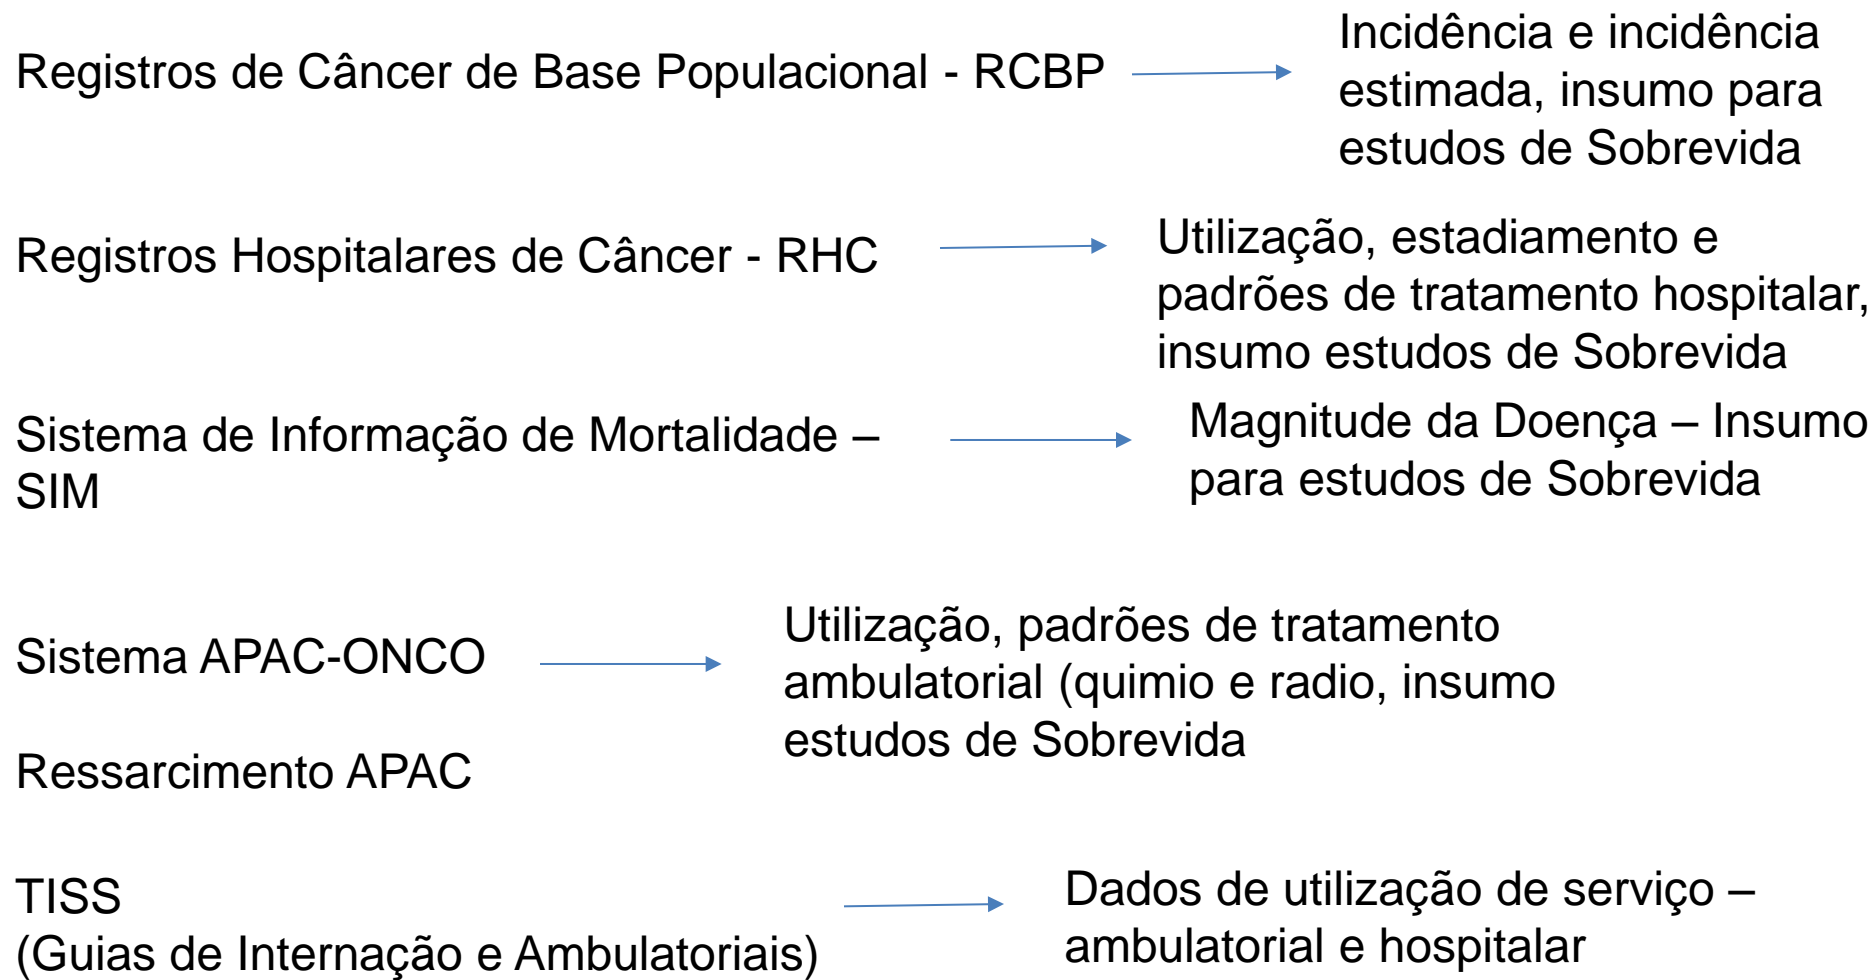 Registros de Câncer de Base Populacional - RCBP
Incidência e incidência
estimada, insumo para
estudos de Sobrevida
Registros Hospitalares de Câncer - RHC
Utilização, estadiamento e
padrões de tratamento hospitalar,
insumo estudos de Sobrevida
Sistema de Informação de Mortalidade –
SIM
Magnitude da Doença – Insumo
para estudos de Sobrevida
Sistema APAC-ONCO
Utilização, padrões de tratamento
ambulatorial (quimio e radio, insumo
estudos de Sobrevida
Ressarcimento APAC
TISS
(Guias de Internação e Ambulatoriais)
Dados de utilização de serviço –
ambulatorial e hospitalar